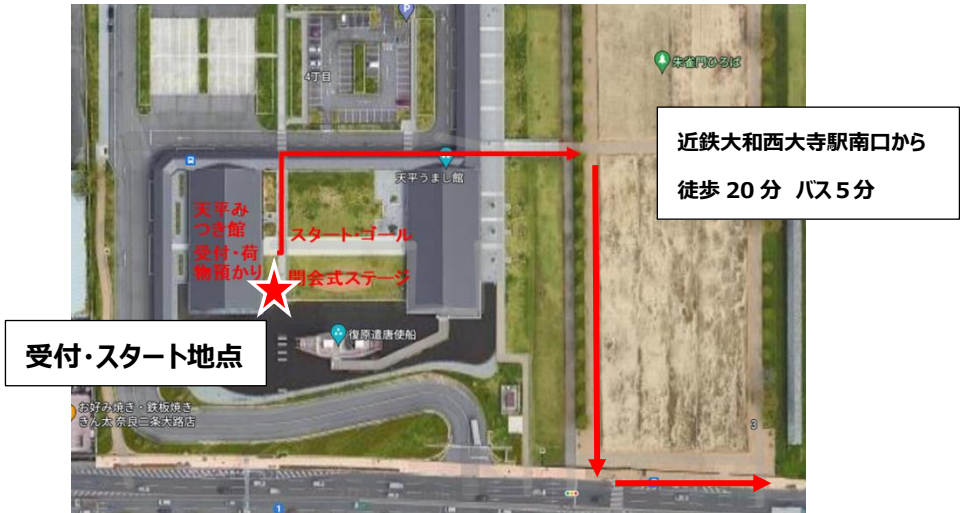 4丁目
朱雀門ひろば
近鉄大和西大寺駅南口から
徒歩 20 分 バス 5 分
天平うまし館
天平み
つき館
受付・荷
物預かり
スタート・ゴール
開会式ステージ
復原遣唐使船
受付・スタート地点
お好み焼き・鉄板焼き
きん太 奈良二条大路店
3
1
P